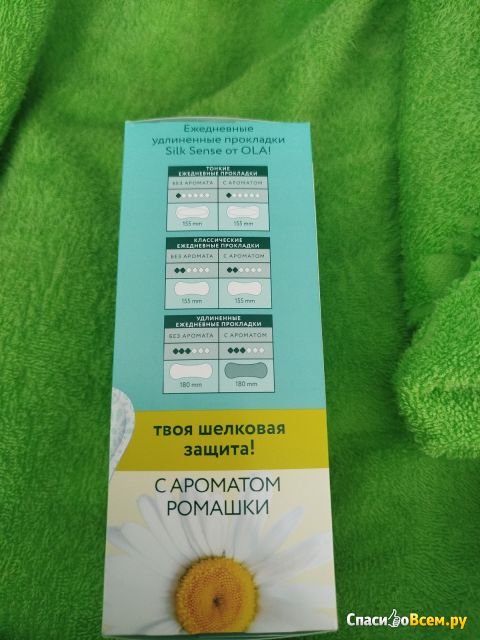 Ежедневные
удлиненные прокладки
Silk Sense от OLA!
ТОНКИЕ
ЕЖЕДНЕВНЫЕ ПРОКЛАДКИ
БЕЗ АРОМАТА С АРОМАТОМ
155 mm 155 mm
КЛАССИЧЕСКИЕ
ЕЖЕДНЕВНЫЕ ПРОКЛАДКИ
БЕЗ АРОМАТА С АРОМАТОМ
155 mm 155 mm
УДЛИНЕННЫЕ
ЕЖЕДНЕВНЫЕ ПРОКЛАДКИ
БЕЗ АРОМАТА С АРОМАТОМ
180 mm 180 mm
твоя шелковая
защита!
С АРОМАТОМ
РОМАШКИ
СпасибоВсем.ру